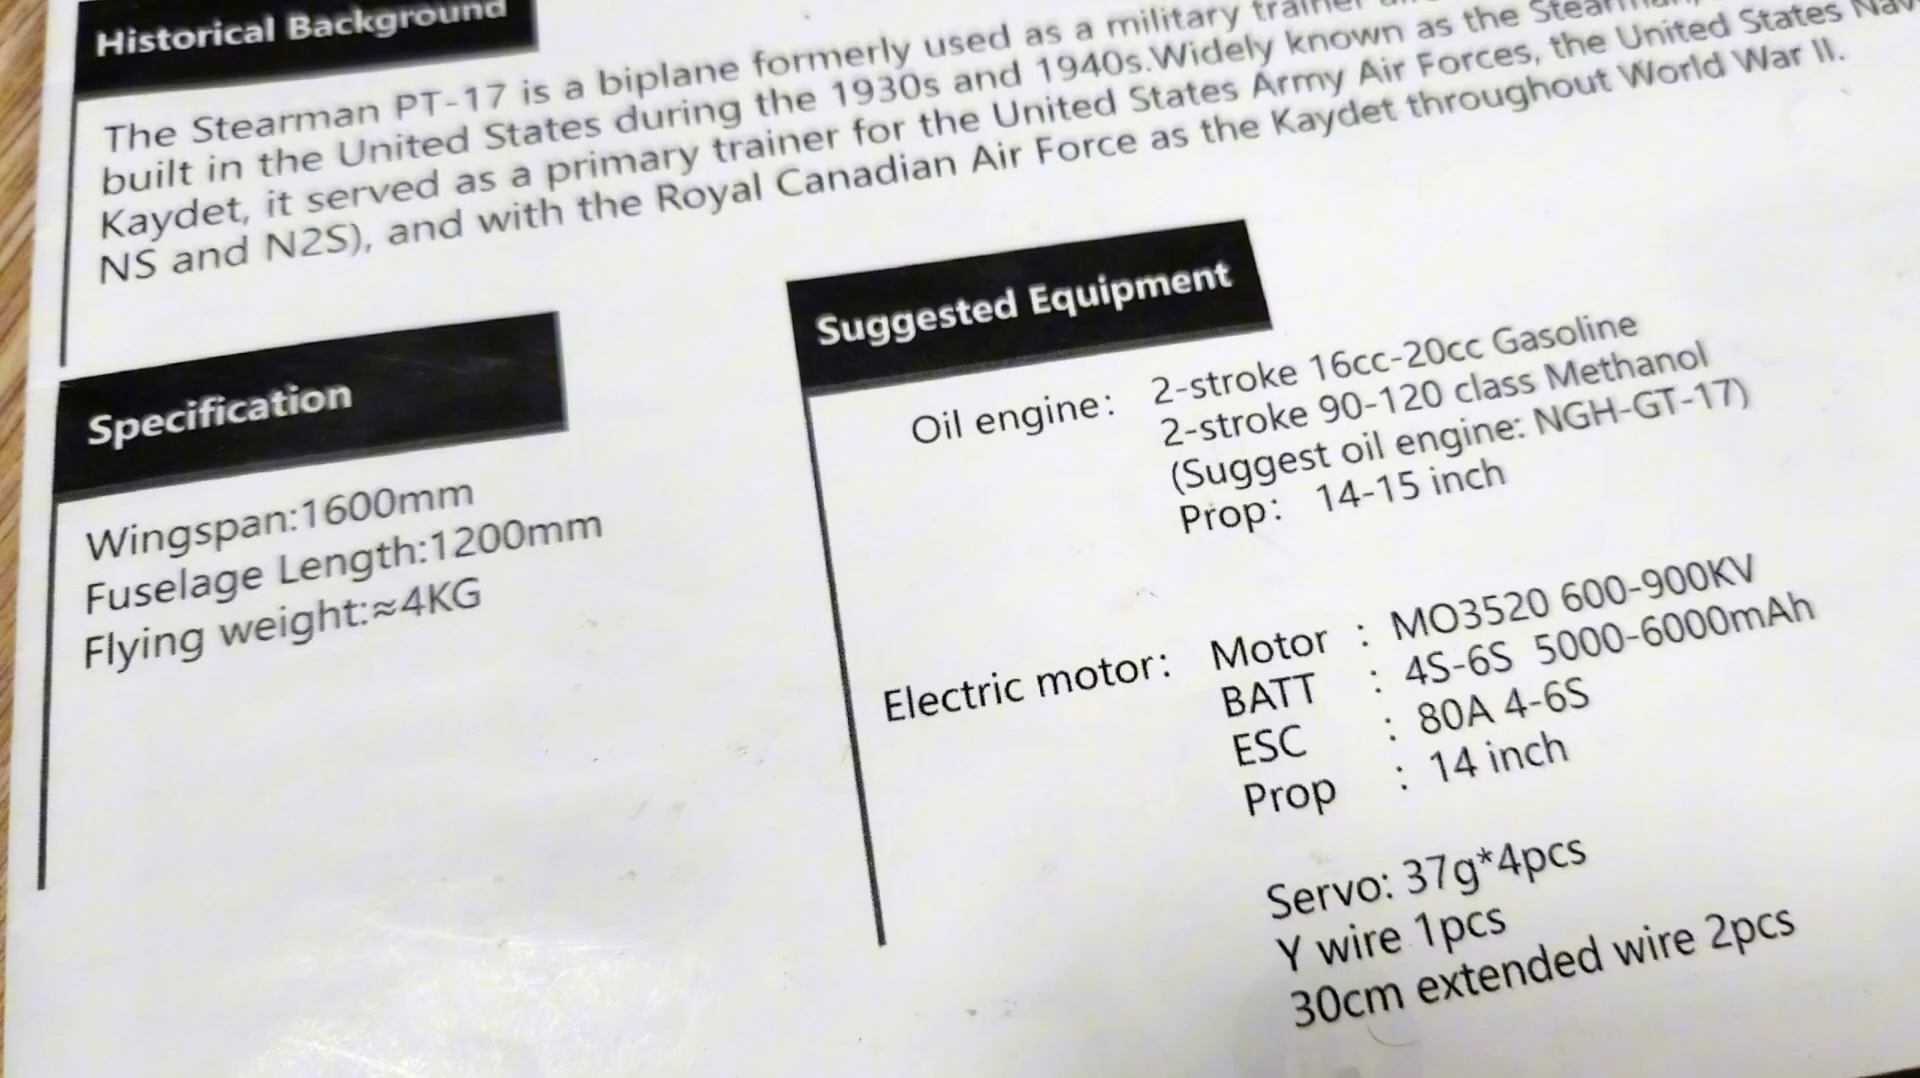 Historical Background
The Stearman PT-17 is a biplane formerly used as a military trainer
built in the United States during the 1930s and 1940s.Widely known as the Stearman,
Kaydet, it served as a primary trainer for the United States Army Air Forces, the United States
NS and N2S), and with the Royal Canadian Air Force as the Kaydet throughout World War II.
Specification
Wingspan:1600mm
Fuselage Length:1200mm
Flying weight:≈4KG
Suggested Equipment
Oil engine: 2-stroke 16cc-20cc Gasoline
2-stroke 90-120 class Methanol
(Suggest oil engine: NGH-GT-17)
Prop: 14-15 inch
Electric motor: Motor : MO3520 600-900KV
BATT : 4S-6S 5000-6000mAh
ESC : 80A 4-6S
Prop : 14 inch
Servo: 37g*4pcs
Y wire 1pcs
30cm extended wire 2pcs